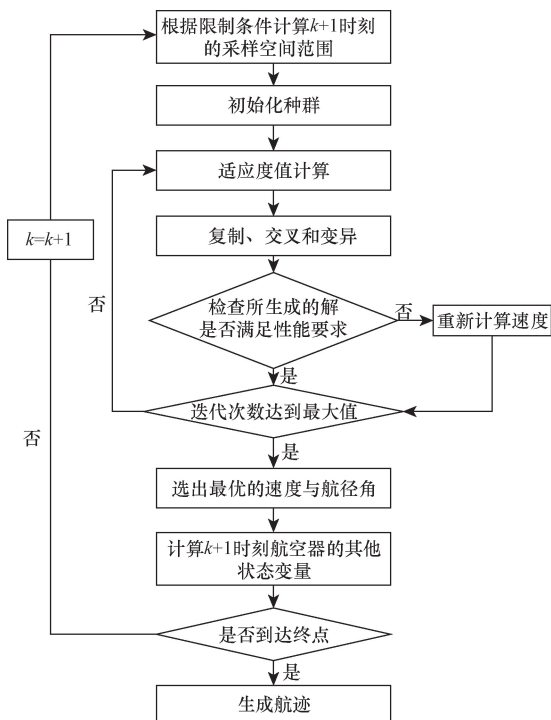 根据限制条件计算k+1时刻
的采样空间范围
初始化种群
适应度值计算
k=k+1
复制、交叉和变异
否
检查所生成的解
是否满足性能要求
否
重新计算速度
是
迭代次数达到最大值
否
是
选出最优的速度与航径角
计算k+1时刻航空器的其他
状态变量
是否到达终点
是
生成航迹